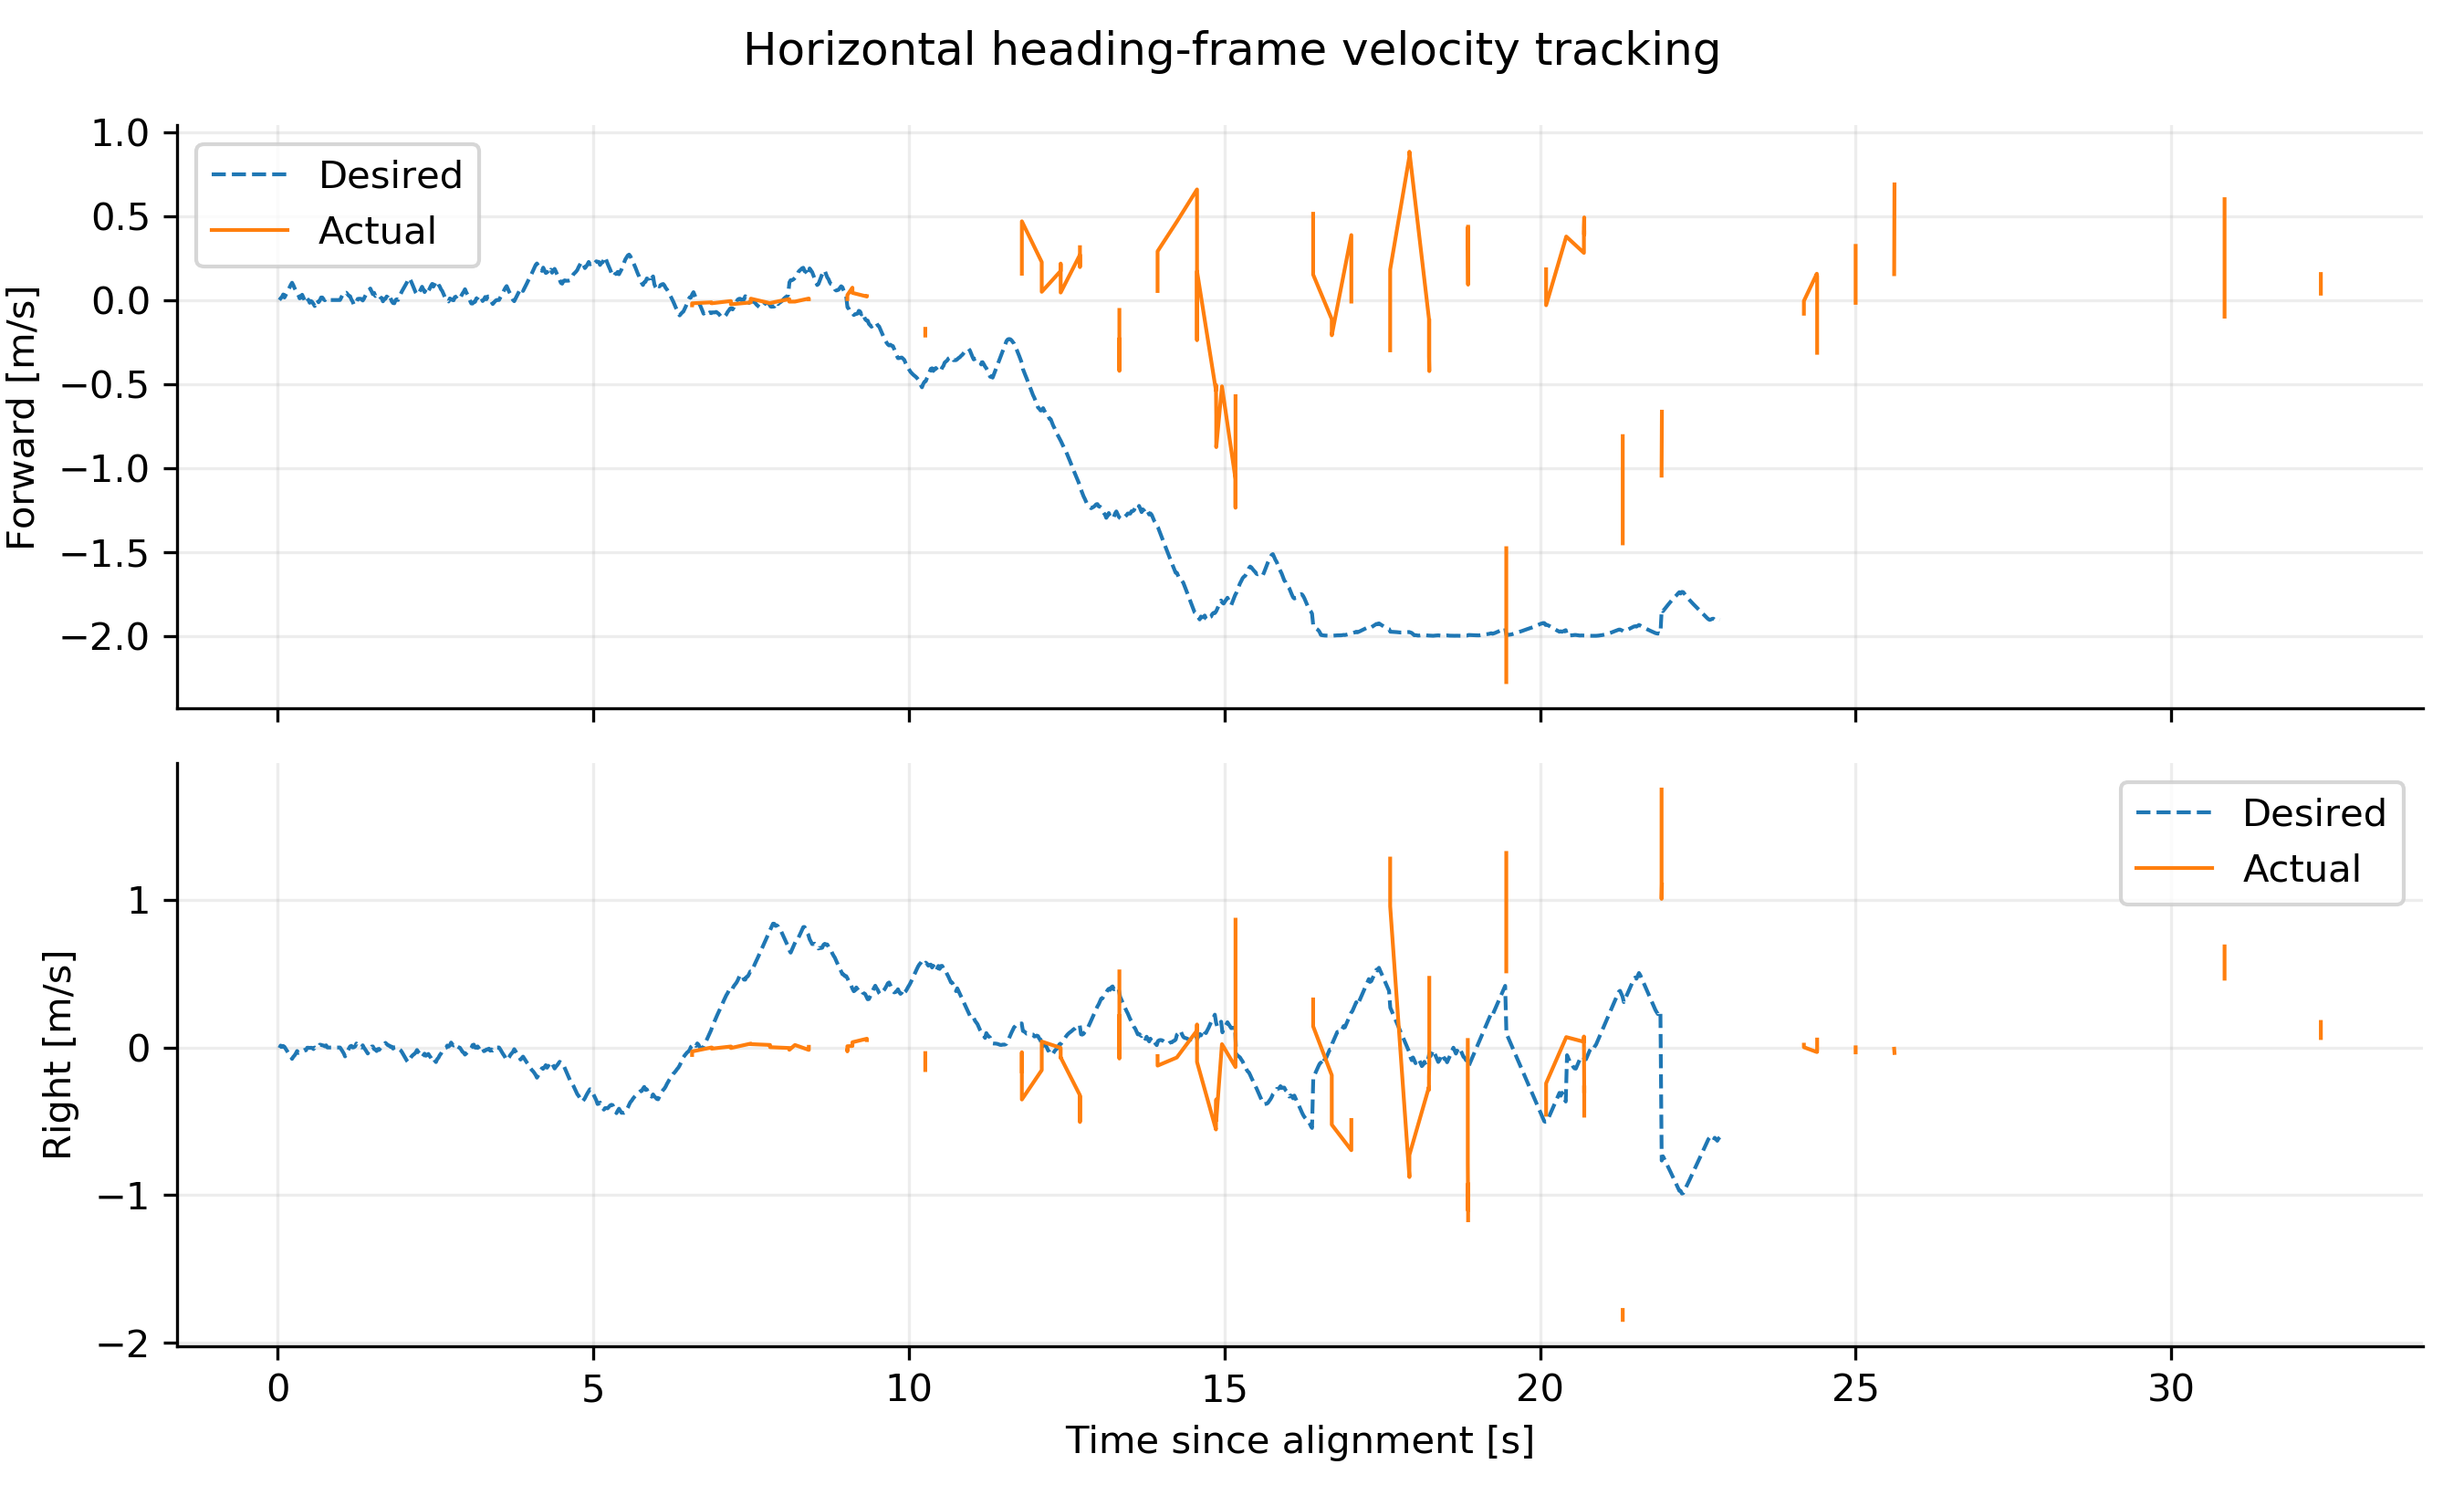 Horizontal heading-frame velocity tracking
Forward [m/s]
1.0
0.5
0.0
−0.5
−1.0
−1.5
−2.0
Desired
Actual
Right [m/s]
1
0
−1
−2
Desired
Actual
0 5 10 15 20 25 30
Time since alignment [s]